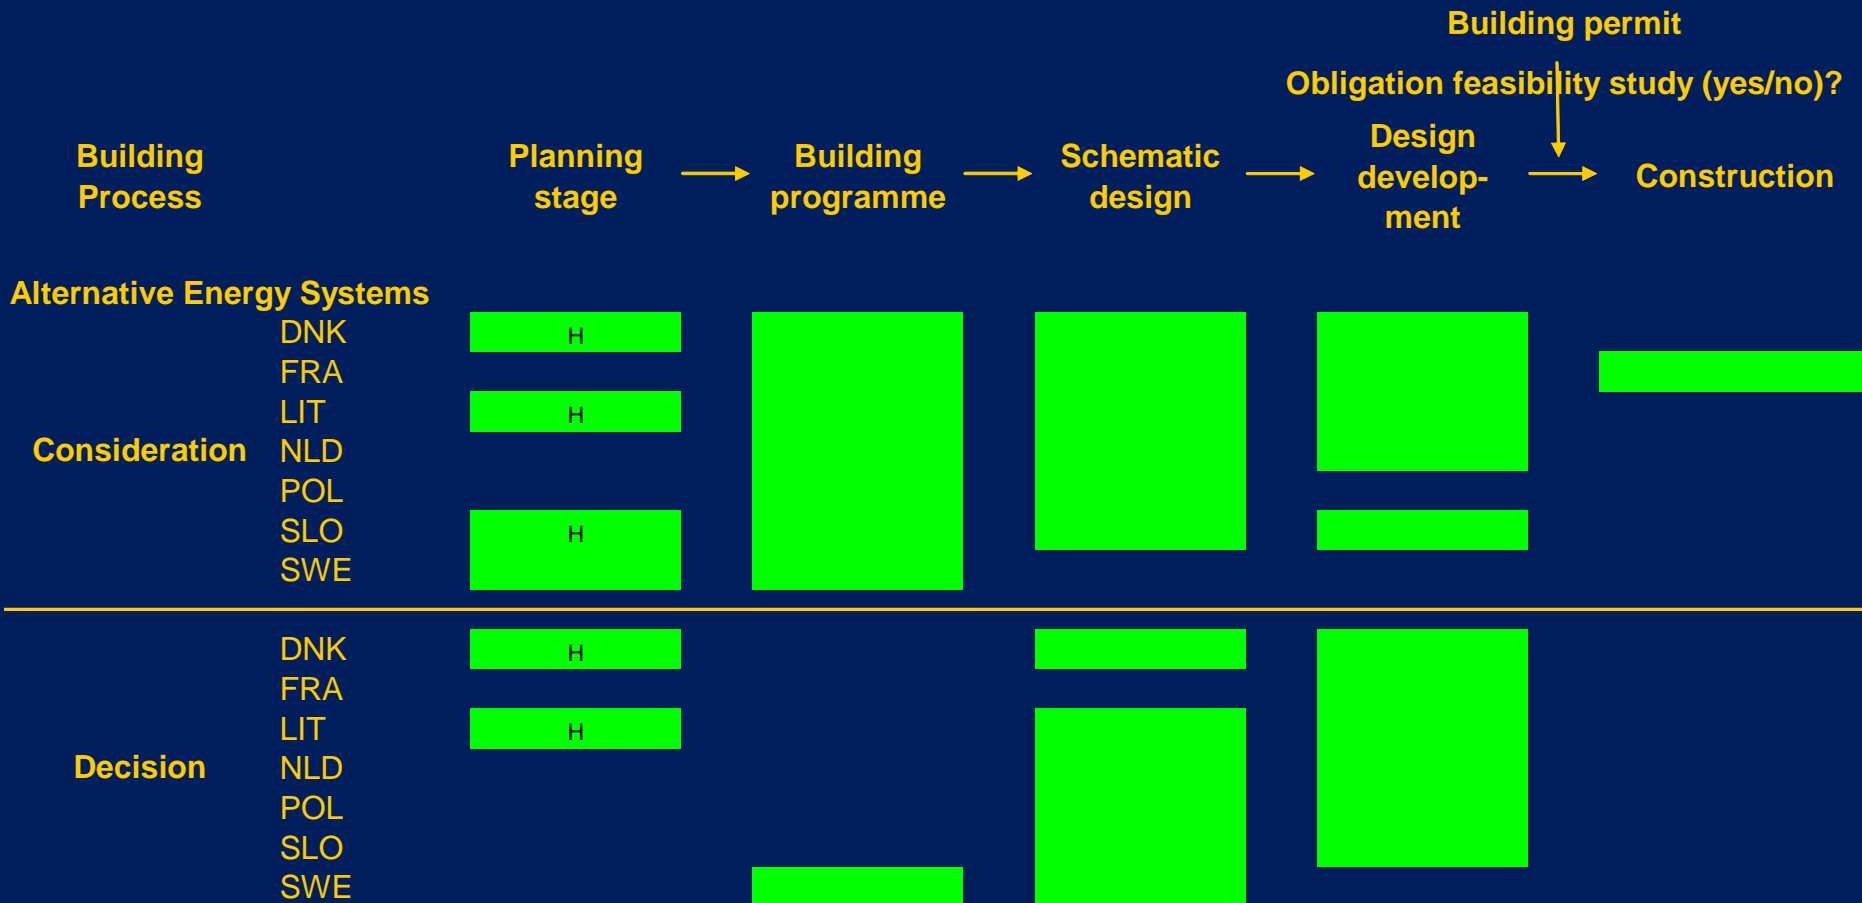 Building permit
Obligation feasibility study (yes/no)?
Building
Process
Planning
stage
Building
programme
Schematic
design
Design
develop-
ment
Construction
Alternative Energy Systems
DNK H
FRA
LIT H
Consideration NLD
POL
SLO H
SWE
DNK H
FRA
LIT H
Decision NLD
POL
SLO
SWE